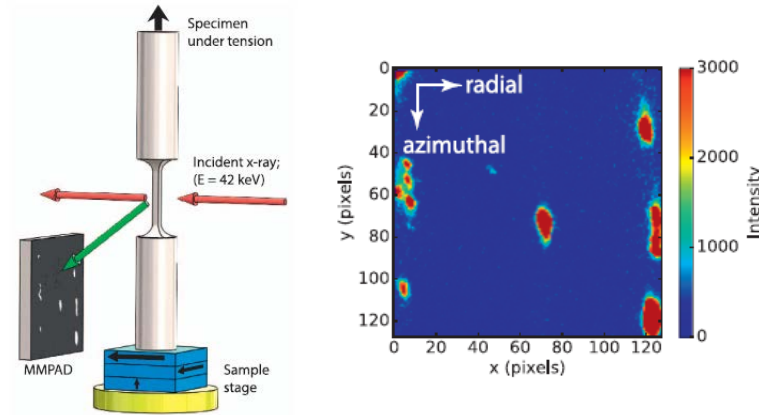 Specimen
under tension
Incident x-ray;
(E = 42 keV)
MMPAD
Sample
stage
radial
azimuthal
0
20
40
60
80
100
120
y (pixels)
0
20
40
60
80
100
120
x (pixels)
3000
2000
1000
0
Intensity